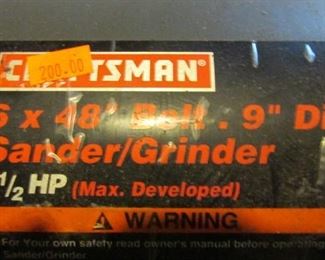 CRAFTSMAN
200.00
6 x 48" Belt . 9" Di
Sander/Grinder
1/2 HP (Max. Developed)
WARNING
For Your own safety read owner's manual before operating
Sander/Grinder